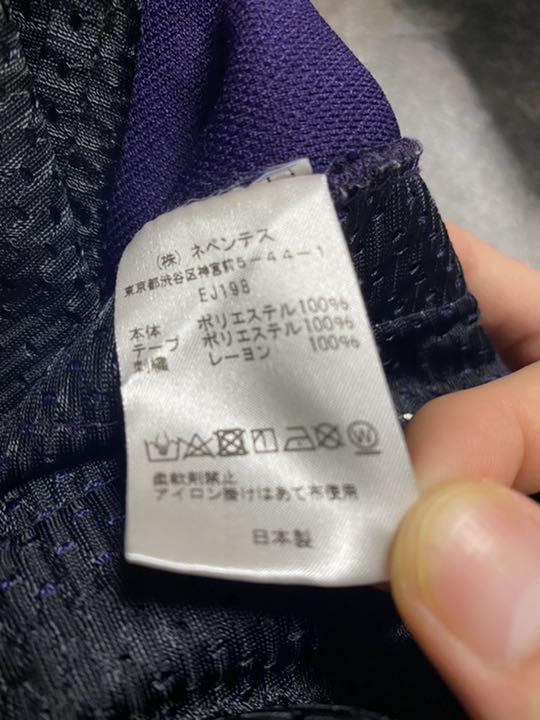 (株) ネペンテス
東京都渋谷区神宮前5-44-1
EJ198
本体 ポリエステル100%
テープ ポリエステル100%
刺繍 レーヨン 100%
W
柔軟剤禁止
アイロン掛けはあて布使用
日本製